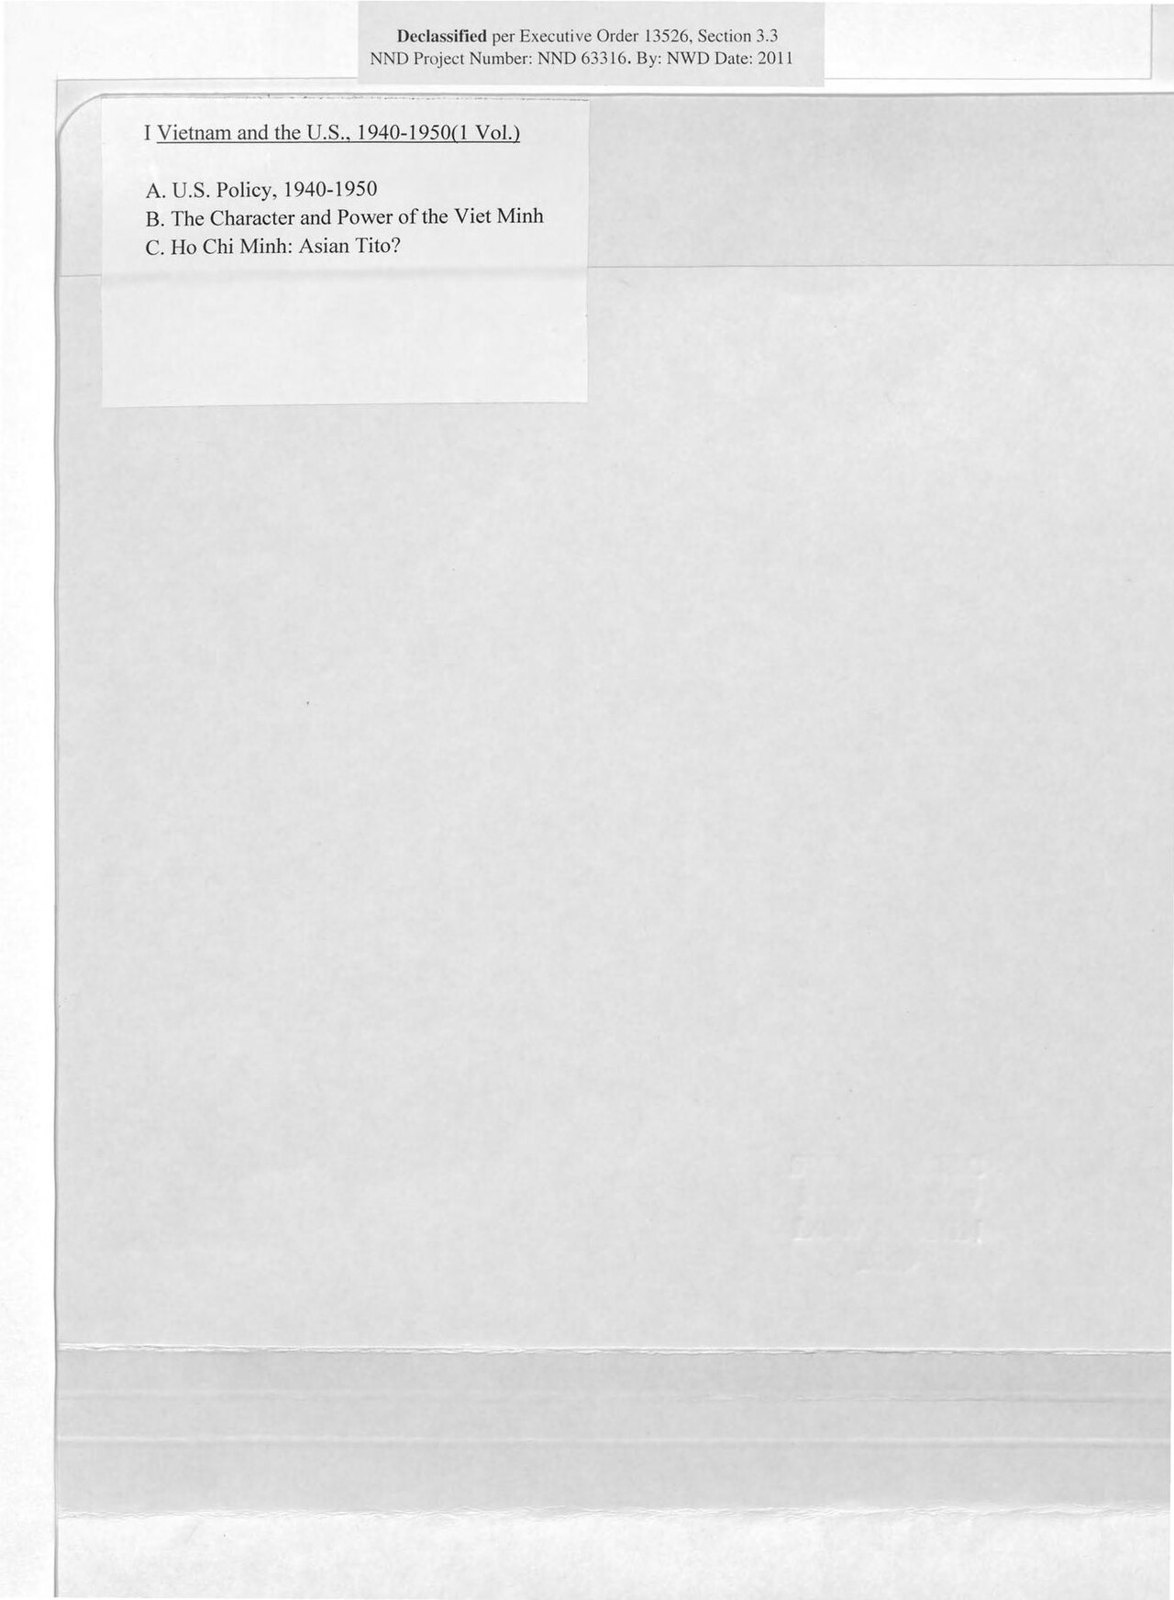 Declassified per Executive Order 13526, Section 3.3
NND Project Number: NND 63316. By: NWD Date: 2011
I Vietnam and the U.S., 1940-1950(1 Vol.)
A. U.S. Policy, 1940-1950
B. The Character and Power of the Viet Minh
C. Ho Chi Minh: Asian Tito?